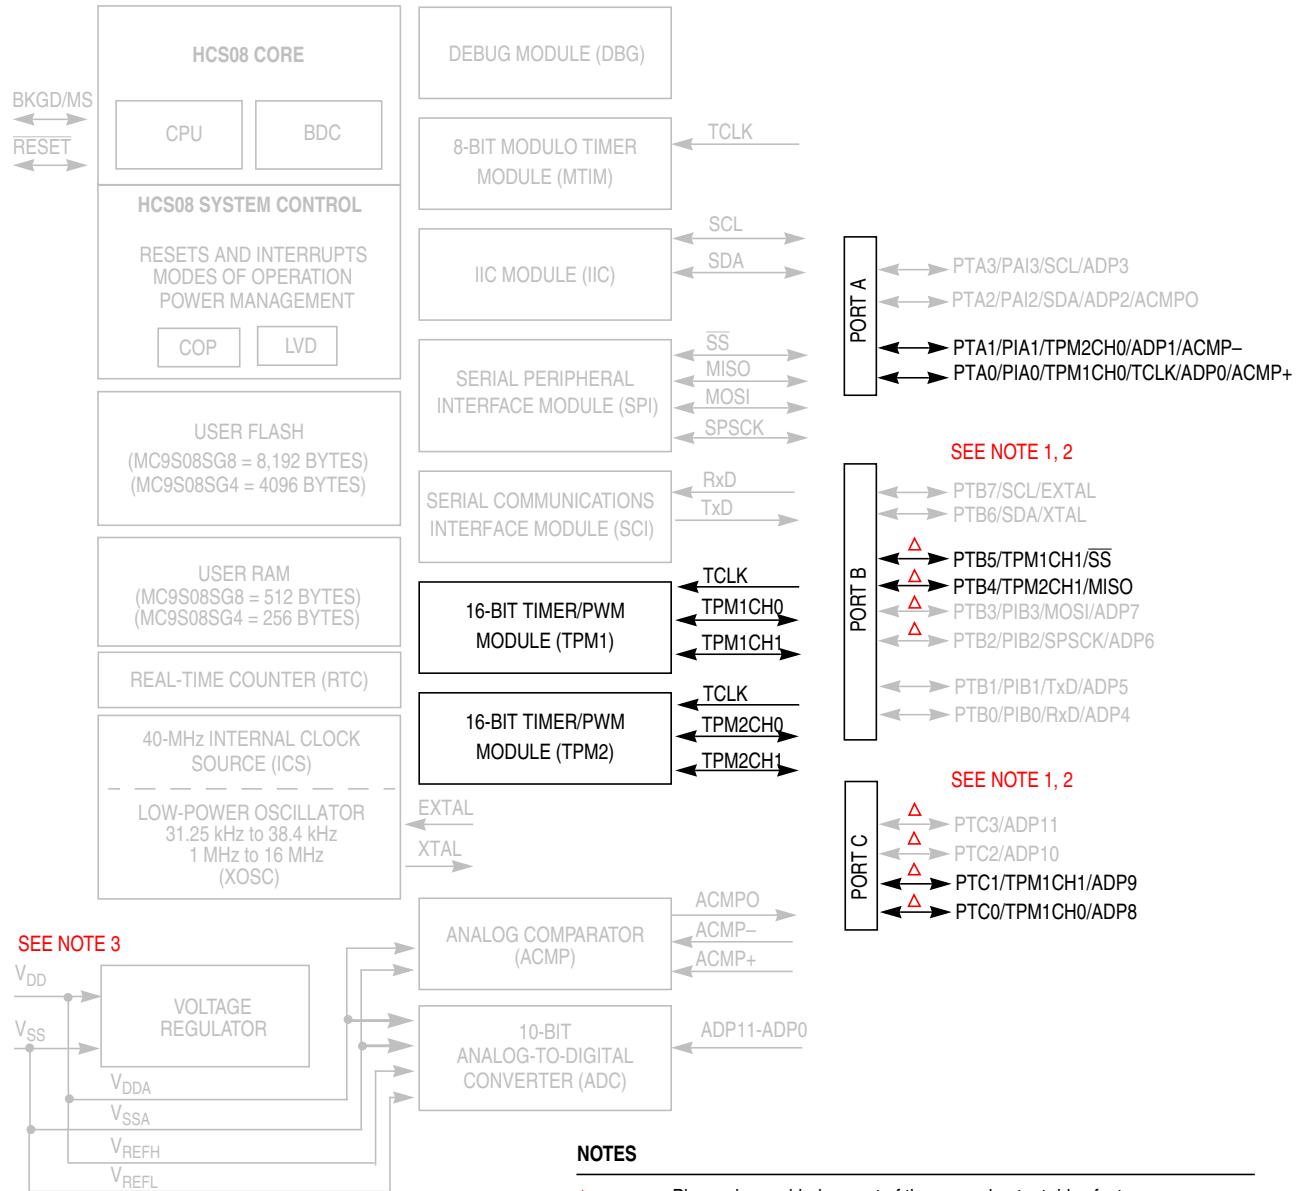 HCS08 CORE
CPU
BDC
BKGD/MS
RESET
HCS08 SYSTEM CONTROL
RESETS AND INTERRUPTS
MODES OF OPERATION
POWER MANAGEMENT
COP
LVD
USER FLASH
(MC9S08SG8 = 8,192 BYTES)
(MC9S08SG4 = 4096 BYTES)
USER RAM
(MC9S08SG8 = 512 BYTES)
(MC9S08SG4 = 256 BYTES)
REAL-TIME COUNTER (RTC)
40-MHz INTERNAL CLOCK
SOURCE (ICS)
LOW-POWER OSCILLATOR
31.25 kHz to 38.4 kHz
1 MHz to 16 MHz
(XOSC)
EXTAL
XTAL
SEE NOTE 3
VDD
VSS
VOLTAGE
REGULATOR
VDDA
VSSA
VREFH
VREFL
DEBUG MODULE (DBG)
8-BIT MODULO TIMER
MODULE (MTIM)
TCLK
IIC MODULE (IIC)
SCL
SDA
SERIAL PERIPHERAL
INTERFACE MODULE (SPI)
SS
MISO
MOSI
SPSCK
SERIAL COMMUNICATIONS
INTERFACE MODULE (SCI)
RxD
TxD
16-BIT TIMER/PWM
MODULE (TPM1)
TCLK
TPM1CH0
TPM1CH1
16-BIT TIMER/PWM
MODULE (TPM2)
TCLK
TPM2CH0
TPM2CH1
ANALOG COMPARATOR
(ACMP)
ACMPO
ACMP–
ACMP+
10-BIT
ANALOG-TO-DIGITAL
CONVERTER (ADC)
ADP11-ADP0
PORT A
PTA3/PAI3/SCL/ADP3
PTA2/PAI2/SDA/ADP2/ACMPO
PTA1/PIA1/TPM2CH0/ADP1/ACMP–
PTA0/PIA0/TPM1CH0/TCLK/ADP0/ACMP+
SEE NOTE 1, 2
PORT B
PTB7/SCL/EXTAL
PTB6/SDA/XTAL
PTB5/TPM1CH1/SS
PTB4/TPM2CH1/MISO
PTB3/PIB3/MOSI/ADP7
PTB2/PIB2/SPSCK/ADP6
PTB1/PIB1/TxD/ADP5
PTB0/PIB0/RxD/ADP4
SEE NOTE 1, 2
PORT C
PTC3/ADP11
PTC2/ADP10
PTC1/TPM1CH1/ADP9
PTC0/TPM1CH0/ADP8
NOTES